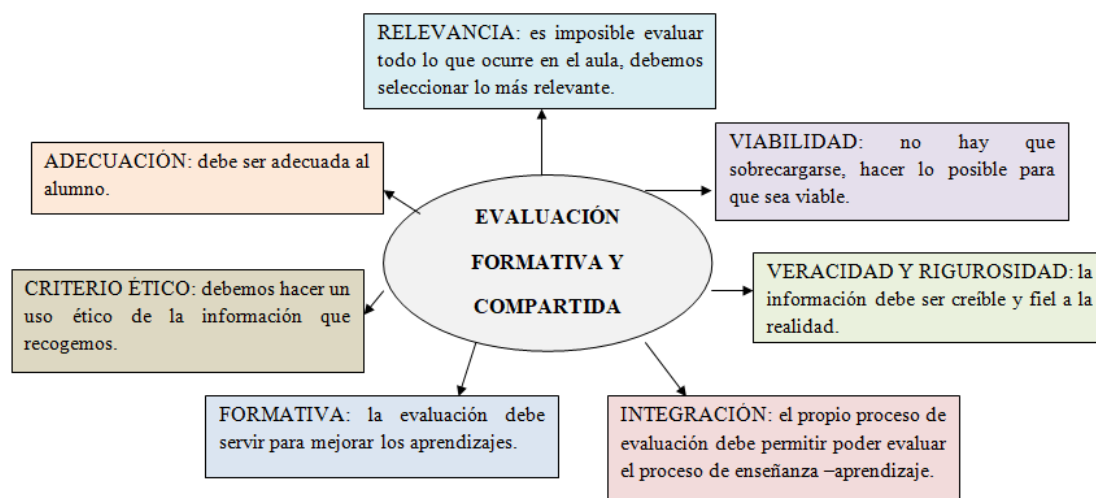 RELEVANCIA: es imposible evaluar
todo lo que ocurre en el aula, debemos
seleccionar lo más relevante.
ADECUACIÓN: debe ser adecuada al
alumno.
VIABILIDAD: no hay que
sobrecargarse, hacer lo posible para
que sea viable.
EVALUACIÓN
FORMATIVA Y
COMPARTIDA
CRITERIO ÉTICO: debemos hacer un
uso ético de la información que
recogemos.
VERACIDAD Y RIGUROSIDAD: la
información debe ser creíble y fiel a la
realidad.
FORMATIVA: la evaluación debe
servir para mejorar los aprendizajes.
INTEGRACIÓN: el propio proceso de
evaluación debe permitir poder evaluar
el proceso de enseñanza –aprendizaje.